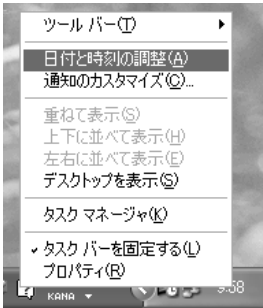 ツール バー(T)
日付と時刻の調整(A)
通知のカスタマイズ(C)...
重ねて表示(S)
上下に並べて表示(H)
左右に並べて表示(E)
デスクトップを表示(S)
タスク マネージャ(K)
タスク バーを固定する(L)
プロパティ(R)
KANA
9:58